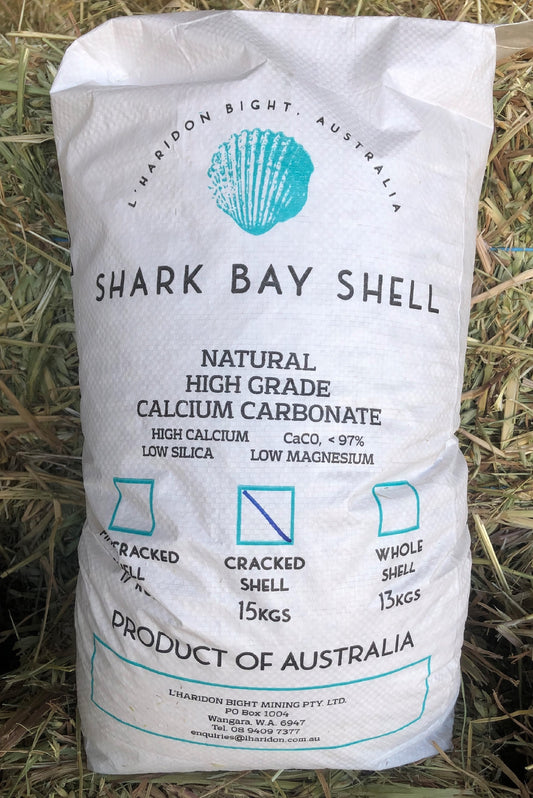 L'HARIDON BIGHT, AUSTRALIA
SHARK BAY SHELL
NATURAL
HIGH GRADE
CALCIUM CARBONATE
HIGH CALCIUM CaCO, < 97%
LOW SILICA LOW MAGNESIUM
CRACKED
SHELL
CRACKED
SHELL
15KGS
WHOLE
SHELL
13KGS
PRODUCT OF AUSTRALIA
L'HARIDON BIGHT MINING PTY. LTD.
PO Box 1004
Wangara, W.A. 6947
Tel. 08 9409 7377
enquiries@lharidon.com.au